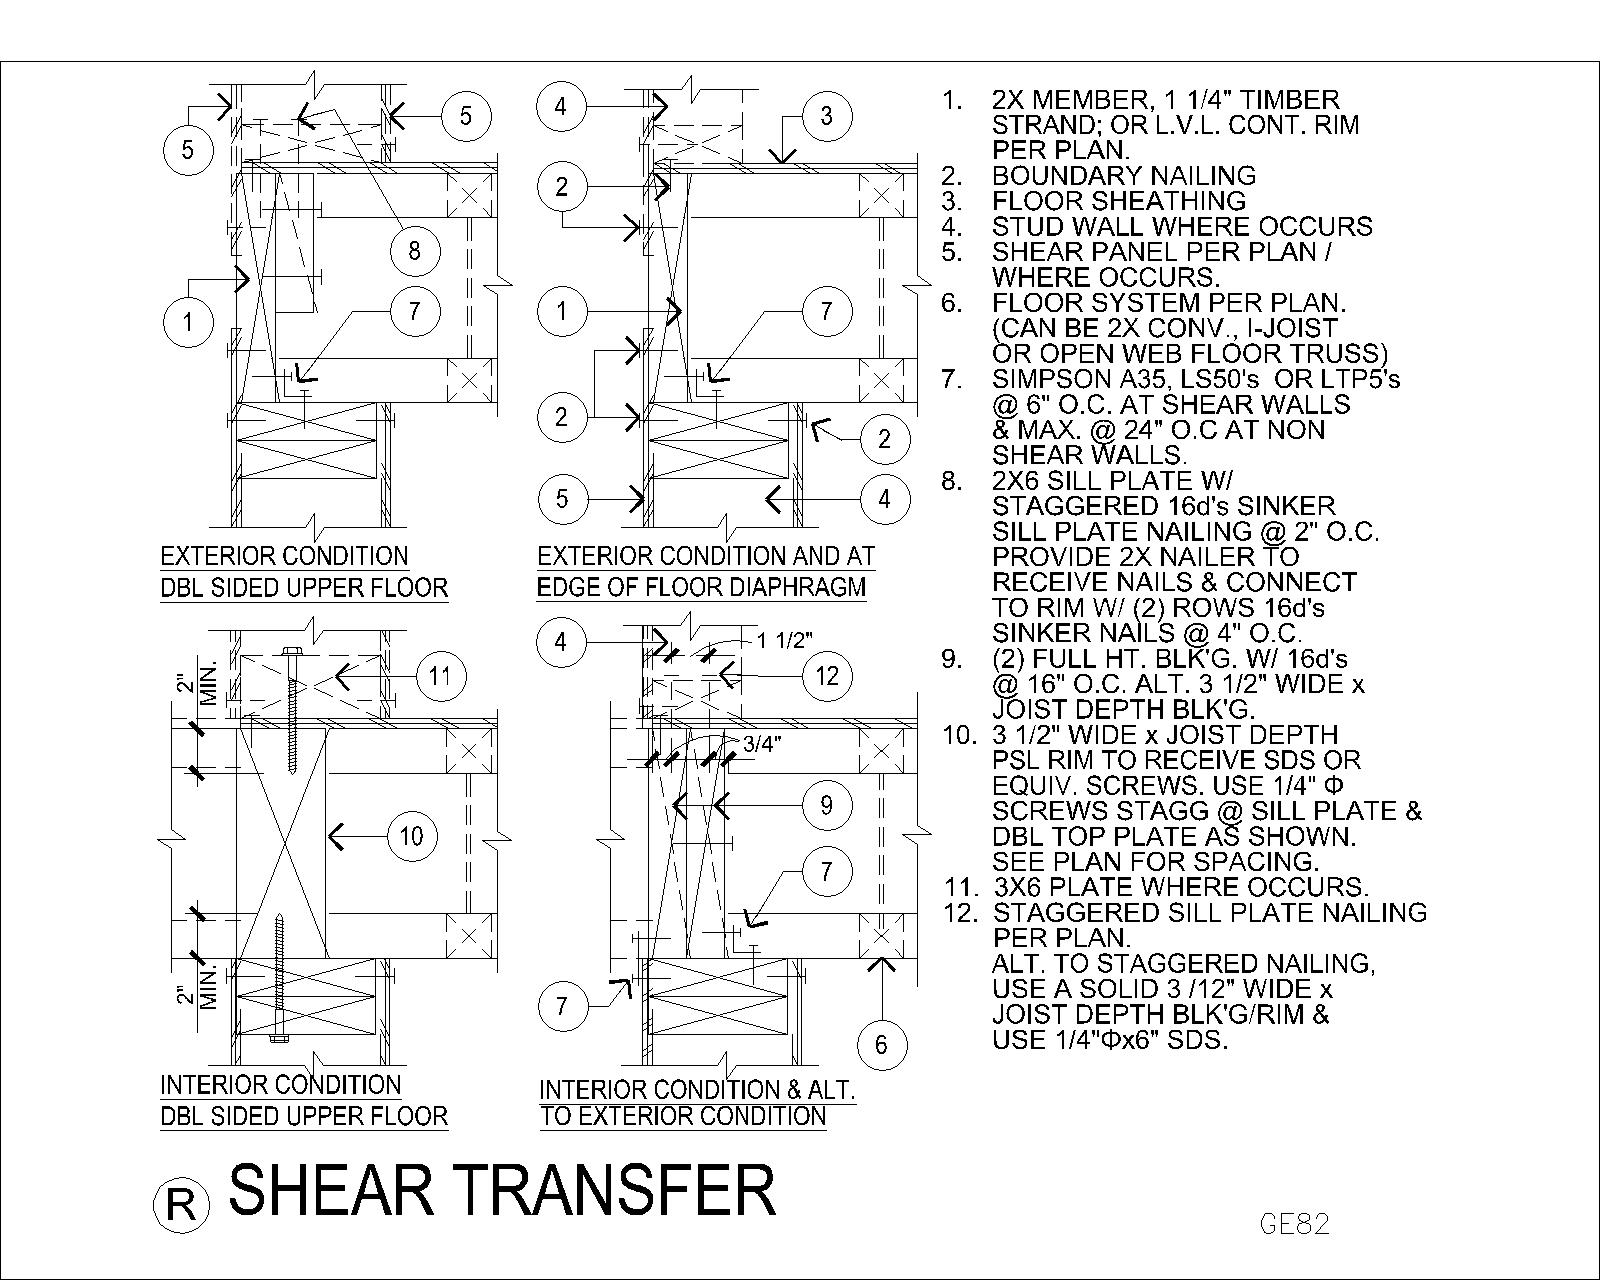 5
5
8
1
7
EXTERIOR CONDITION
DBL SIDED UPPER FLOOR
4
3
2
1
7
2
2
5
4
EXTERIOR CONDITION AND AT
EDGE OF FLOOR DIAPHRAGM
2" MIN.
11
10
2" MIN.
INTERIOR CONDITION
DBL SIDED UPPER FLOOR
4
1 1/2"
12
3/4"
9
7
7
6
INTERIOR CONDITION & ALT.
TO EXTERIOR CONDITION
1. 2X MEMBER, 1 1/4" TIMBER
STRAND; OR L.V.L. CONT. RIM
PER PLAN.
2. BOUNDARY NAILING
3. FLOOR SHEATHING
4. STUD WALL WHERE OCCURS
5. SHEAR PANEL PER PLAN /
WHERE OCCURS.
6. FLOOR SYSTEM PER PLAN.
(CAN BE 2X CONV., I-JOIST
OR OPEN WEB FLOOR TRUSS)
7. SIMPSON A35, LS50's OR LTP5's
@ 6" O.C. AT SHEAR WALLS
& MAX. @ 24" O.C AT NON
SHEAR WALLS.
8. 2X6 SILL PLATE W/
STAGGERED 16d's SINKER
SILL PLATE NAILING @ 2" O.C.
PROVIDE 2X NAILER TO
RECEIVE NAILS & CONNECT
TO RIM W/ (2) ROWS 16d's
SINKER NAILS @ 4" O.C.
9. (2) FULL HT. BLK'G. W/ 16d's
@ 16" O.C. ALT. 3 1/2" WIDE x
JOIST DEPTH BLK'G.
10. 3 1/2" WIDE x JOIST DEPTH
PSL RIM TO RECEIVE SDS OR
EQUIV. SCREWS. USE 1/4" Φ
SCREWS STAGG @ SILL PLATE &
DBL TOP PLATE AS SHOWN.
SEE PLAN FOR SPACING.
11. 3X6 PLATE WHERE OCCURS.
12. STAGGERED SILL PLATE NAILING
PER PLAN.
ALT. TO STAGGERED NAILING,
USE A SOLID 3 /12" WIDE x
JOIST DEPTH BLK'G/RIM &
USE 1/4"Φx6" SDS.
R SHEAR TRANSFER
GE82